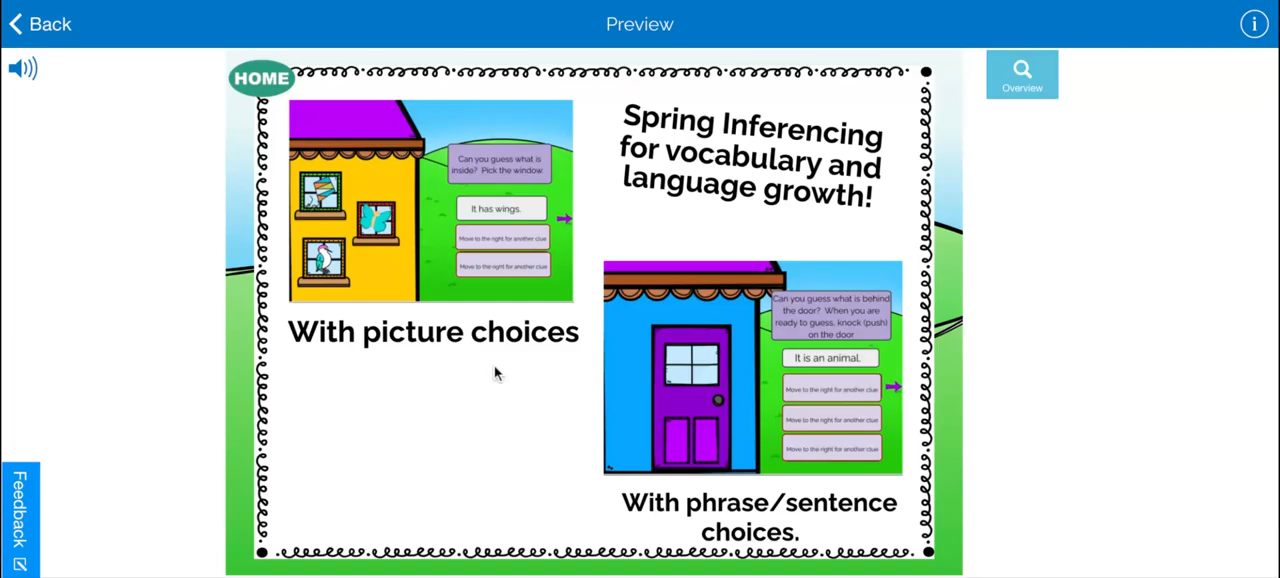 Back
Preview
i
Overview
HOME
Can you guess what is
inside? Pick the window
It has wings.
Move to the right for another clue
Move to the right for another clue
With picture choices
Spring Inferencing
for vocabulary and
language growth!
Can you guess what is behind
the door? When you are
ready to guess, knock (push)
on the door
It is an animal.
Move to the right for another clue
Move to the right for another clue
Move to the right for another clue
With phrase/sentence
choices.
Feedback